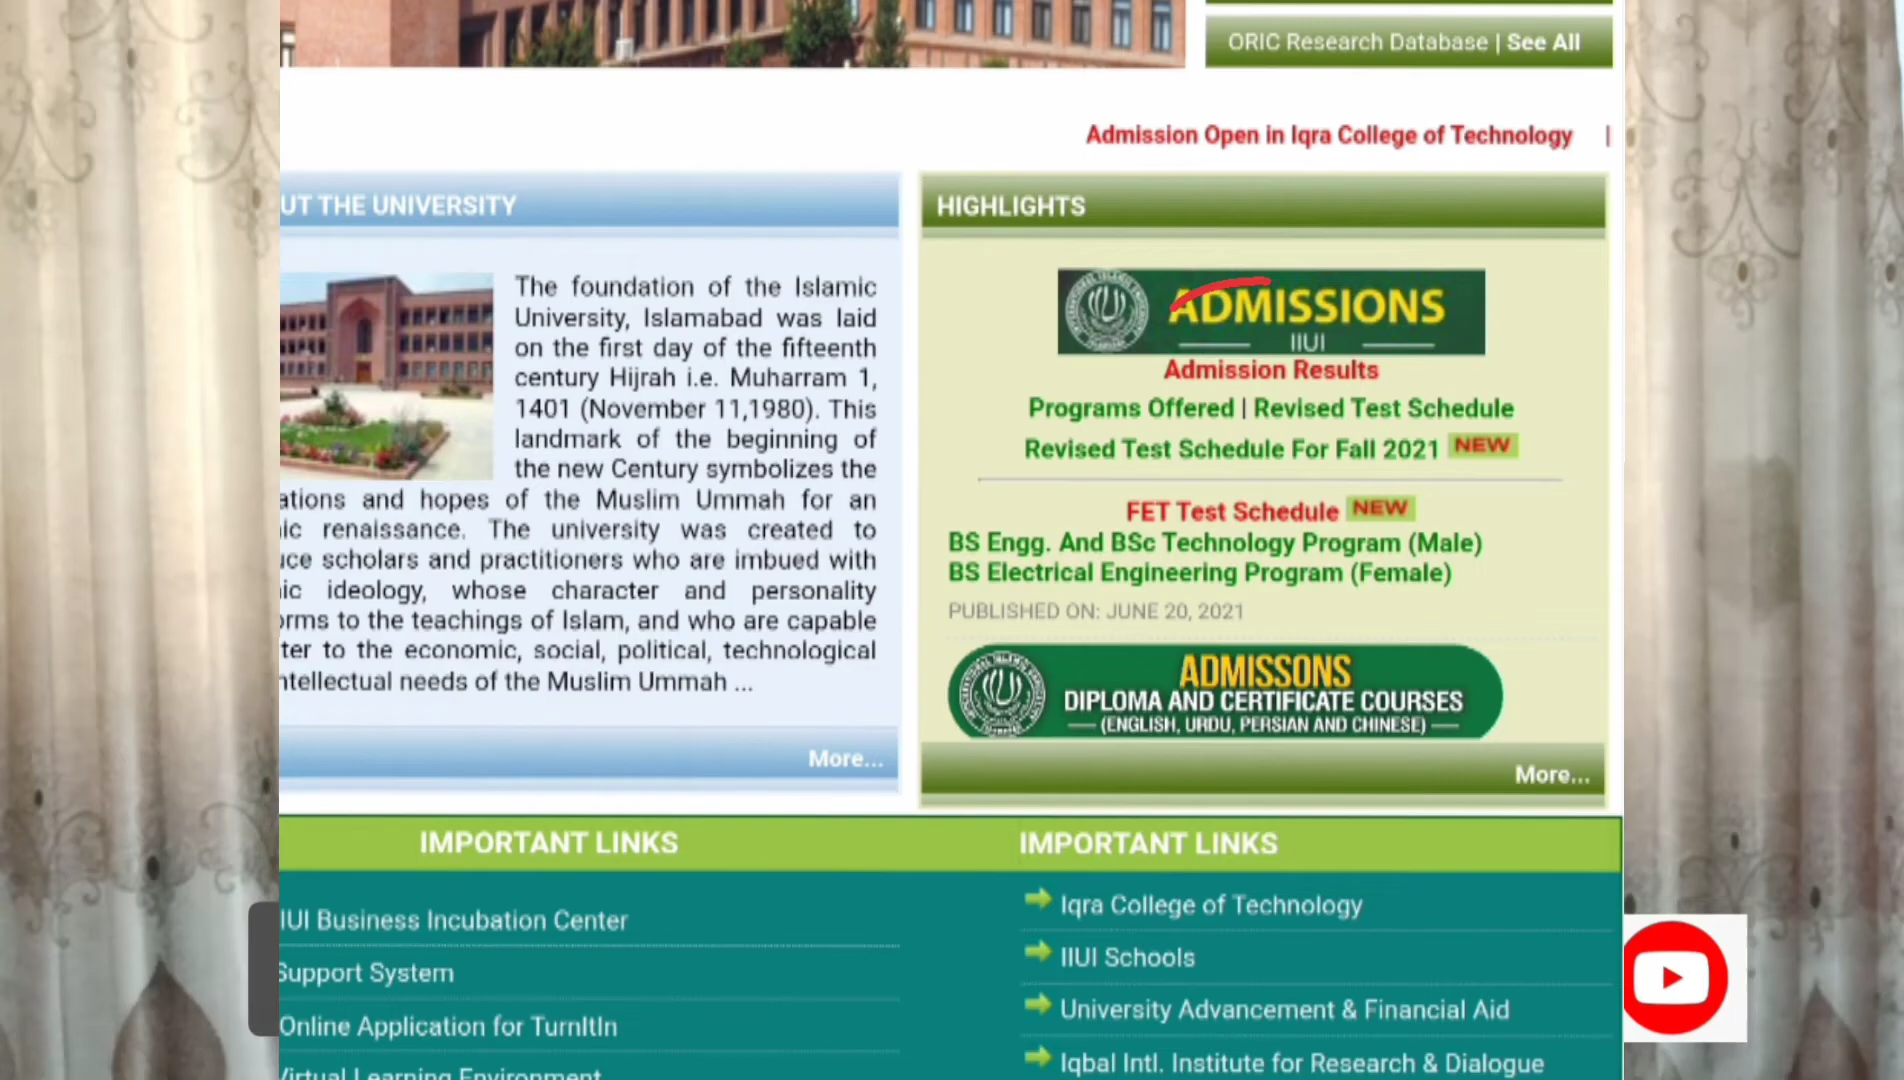 ORIC Research Database | See All
Admission Open in Iqra College of Technology |
UT THE UNIVERSITY
The foundation of the Islamic
University, Islamabad was laid
on the first day of the fifteenth
century Hijrah i.e. Muharram 1,
1401 (November 11,1980). This
landmark of the beginning of
the new Century symbolizes the
ations and hopes of the Muslim Ummah for an
ic renaissance. The university was created to
uce scholars and practitioners who are imbued with
ic ideology, whose character and personality
orms to the teachings of Islam, and who are capable
ter to the economic, social, political, technological
ntellectual needs of the Muslim Ummah ...
More...
HIGHLIGHTS
ADMISSIONS
IIUI
Admission Results
Programs Offered | Revised Test Schedule
Revised Test Schedule For Fall 2021 NEW
FET Test Schedule NEW
BS Engg. And BSc Technology Program (Male)
BS Electrical Engineering Program (Female)
PUBLISHED ON: JUNE 20, 2021
ADMISSONS
DIPLOMA AND CERTIFICATE COURSES
(ENGLISH, URDU, PERSIAN AND CHINESE)
More...
IMPORTANT LINKS
IUI Business Incubation Center
Support System
Online Application for TurnItIn
Virtual Learning Environment
IMPORTANT LINKS
Iqra College of Technology
IIUI Schools
University Advancement & Financial Aid
Iqbal Intl. Institute for Research & Dialogue